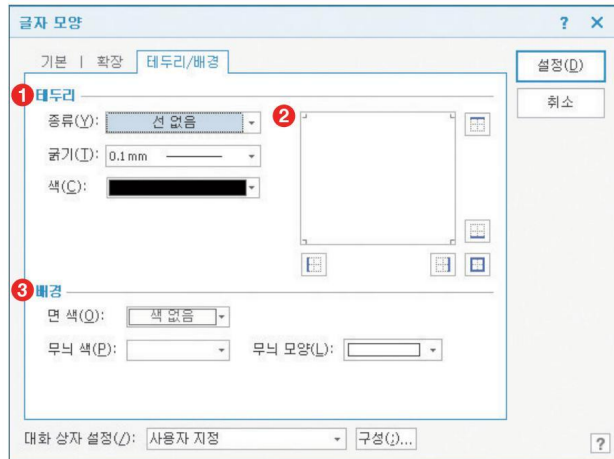 글자 모양 ? ×
기본 | 확장 테두리/배경
설정(D)
취소
1 테두리
종류(Y): 선 없음
2
굵기(T): 0.1 mm
색(C):
3 배경
면 색(O): 색 없음
무늬 색(P): 무늬 모양(L):
대화 상자 설정(/): 사용자 지정 구성(;)... ?